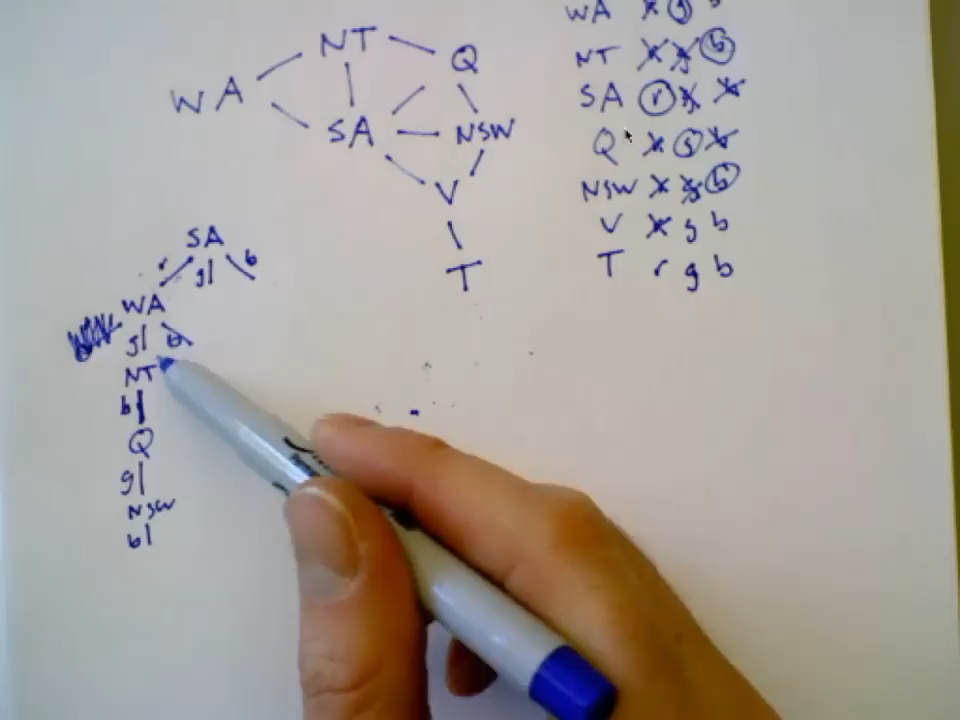 WA x g b
NT Q
NT x g b
WA
SA r x x
SA NSW
Q x g x
NSW x g b
V
V x g b
SA
T
T r g b
r g b
WA
g b
NT
b
Q
g
NSW
b